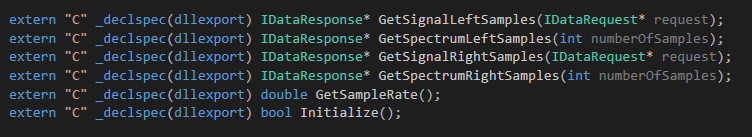 extern "C" _declspec(dllexport) IDataResponse* GetSignalLeftSamples(IDataRequest* request);
extern "C" _declspec(dllexport) IDataResponse* GetSpectrumLeftSamples(int numberOfSamples);
extern "C" _declspec(dllexport) IDataResponse* GetSignalRightSamples(IDataRequest* request);
extern "C" _declspec(dllexport) IDataResponse* GetSpectrumRightSamples(int numberOfSamples);
extern "C" _declspec(dllexport) double GetSampleRate();
extern "C" _declspec(dllexport) bool Initialize();